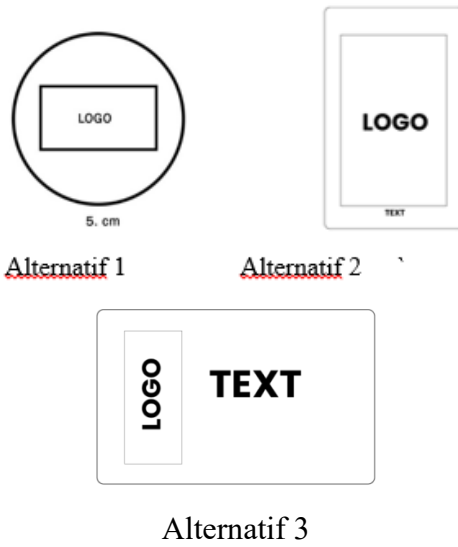 LOGO
5. cm
LOGO
TEXT
Alternatif 1
Alternatif 2 `
LOGO
TEXT
Alternatif 3